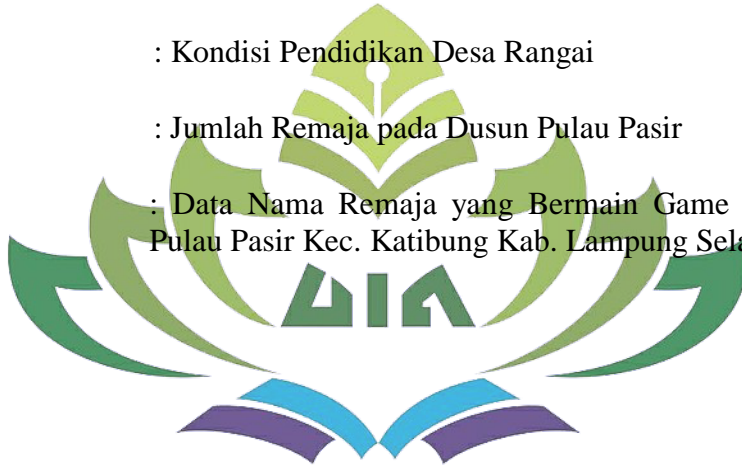 : Kondisi Pendidikan Desa Rangai
: Jumlah Remaja pada Dusun Pulau Pasir
: Data Nama Remaja yang Bermain Game
Pulau Pasir Kec. Katibung Kab. Lampung
UIN